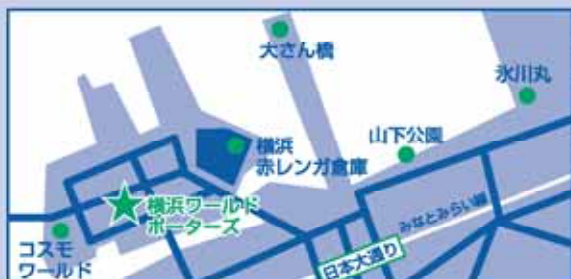 大さん橋
氷川丸
横浜
赤レンガ倉庫
山下公園
横浜ワールド
ポーターズ
みなとみらい線
コスモ
ワールド
日本大通り